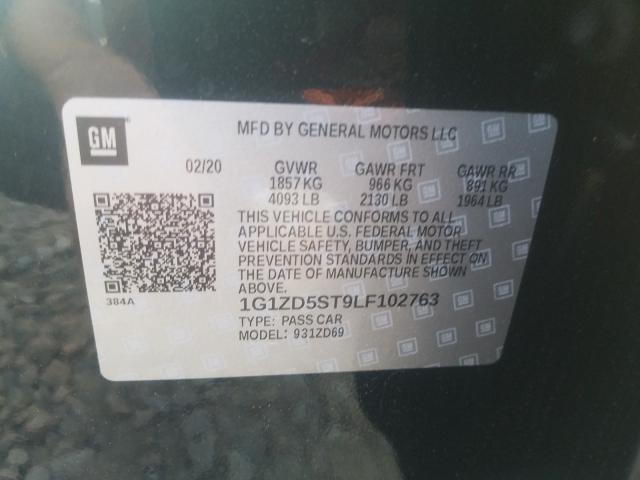 GM
MFD BY GENERAL MOTORS LLC
02/20 GVWR GAWR FRT GAWR RR
1857 KG 966 KG 891 KG
4093 LB 2130 LB 1964 LB
THIS VEHICLE CONFORMS TO ALL
APPLICABLE U.S. FEDERAL MOTOR
VEHICLE SAFETY, BUMPER, AND THEFT
PREVENTION STANDARDS IN EFFECT ON
THE DATE OF MANUFACTURE SHOWN
ABOVE.
384A
1G1ZD5ST9LF102763
TYPE: PASS CAR
MODEL: 931ZD69